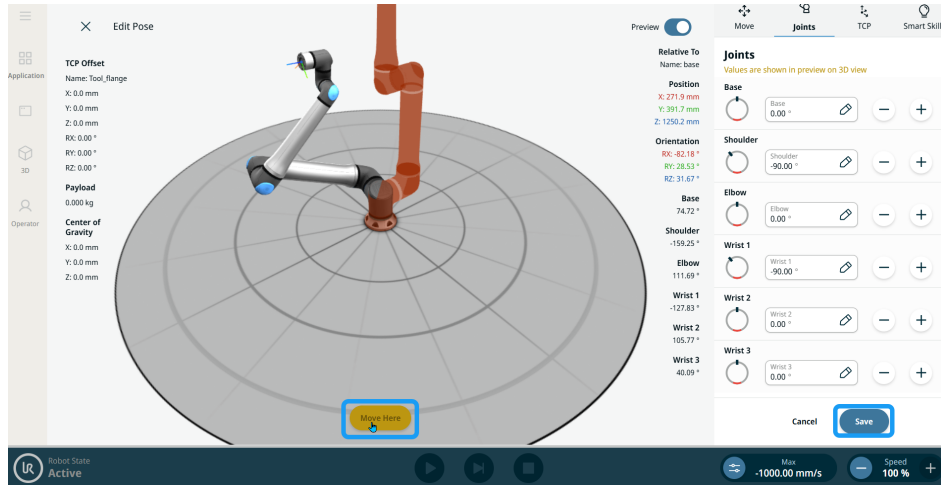 Edit Pose
Preview
Move
Joints
TCP
Smart Skill
Application
3D
Operator
TCP Offset
Name: Tool_flange
X: 0.0 mm
Y: 0.0 mm
Z: 0.0 mm
RX: 0.00 °
RY: 0.00 °
RZ: 0.00 °
Payload
0.000 kg
Center of
Gravity
X: 0.0 mm
Y: 0.0 mm
Z: 0.0 mm
Relative To
Name: base
Position
X: 271.9 mm
Y: 391.7 mm
Z: 1250.2 mm
Orientation
RX: -82.18 °
RY: 28.53 °
RZ: 31.67 °
Base
74.72 °
Shoulder
-159.25 °
Elbow
111.69 °
Wrist 1
-127.83 °
Wrist 2
105.77 °
Wrist 3
40.09 °
Joints
Values are shown in preview on 3D view
Base
Base
0.00 °
Shoulder
Shoulder
-90.00 °
Elbow
Elbow
0.00 °
Wrist 1
Wrist 1
-90.00 °
Wrist 2
Wrist 2
0.00 °
Wrist 3
Wrist 3
0.00 °
Move Here
Cancel
Save
UR
Robot State
Active
Max
-1000.00 mm/s
Speed
100 %